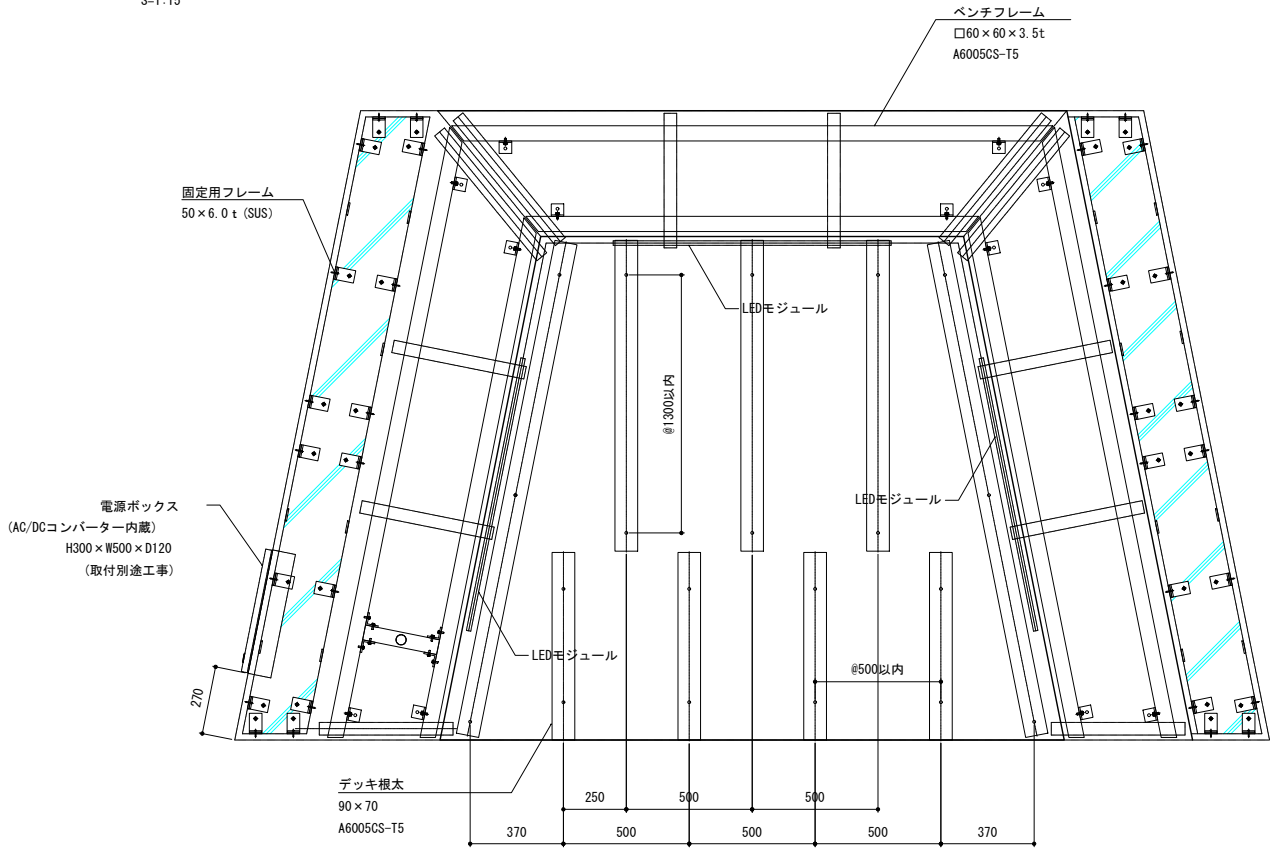 S=1:15
ベンチフレーム
□60×60×3.5t
A6005CS-T5
固定用フレーム
50×6.0t (SUS)
LEDモジュール
@1300以内
電源ボックス
(AC/DCコンバーター内蔵)
H300×W500×D120
(取付別途工事)
LEDモジュール
LEDモジュール
@500以内
270
デッキ根太
90×70
A6005CS-T5
250
500
500
370
500
500
500
370